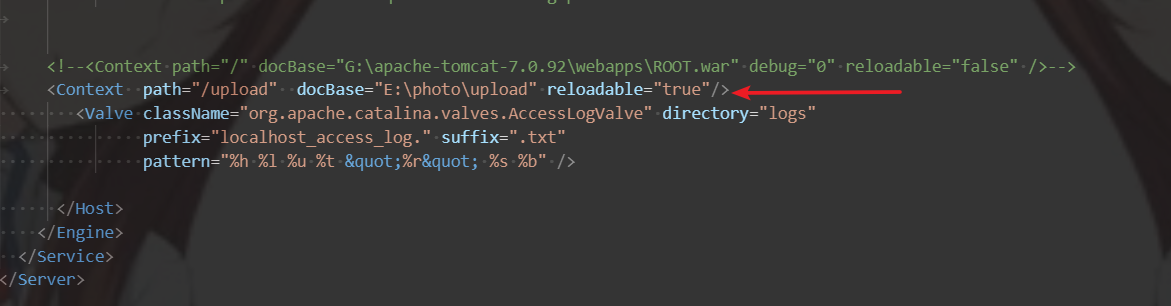 <!--<Context path="/" docBase="G:\apache-tomcat-7.0.92\webapps\ROOT.war" debug="0" reloadable="false" />-->
<Context  path="/upload"  docBase="E:\photo\upload" reloadable="true"/>
<Valve className="org.apache.catalina.valves.AccessLogValve" directory="logs"
prefix="localhost_access_log." suffix=".txt"
pattern="%h %l %u %t &quot;%r&quot; %s %b" />
</Host>
</Engine>
</Service>
</Server>